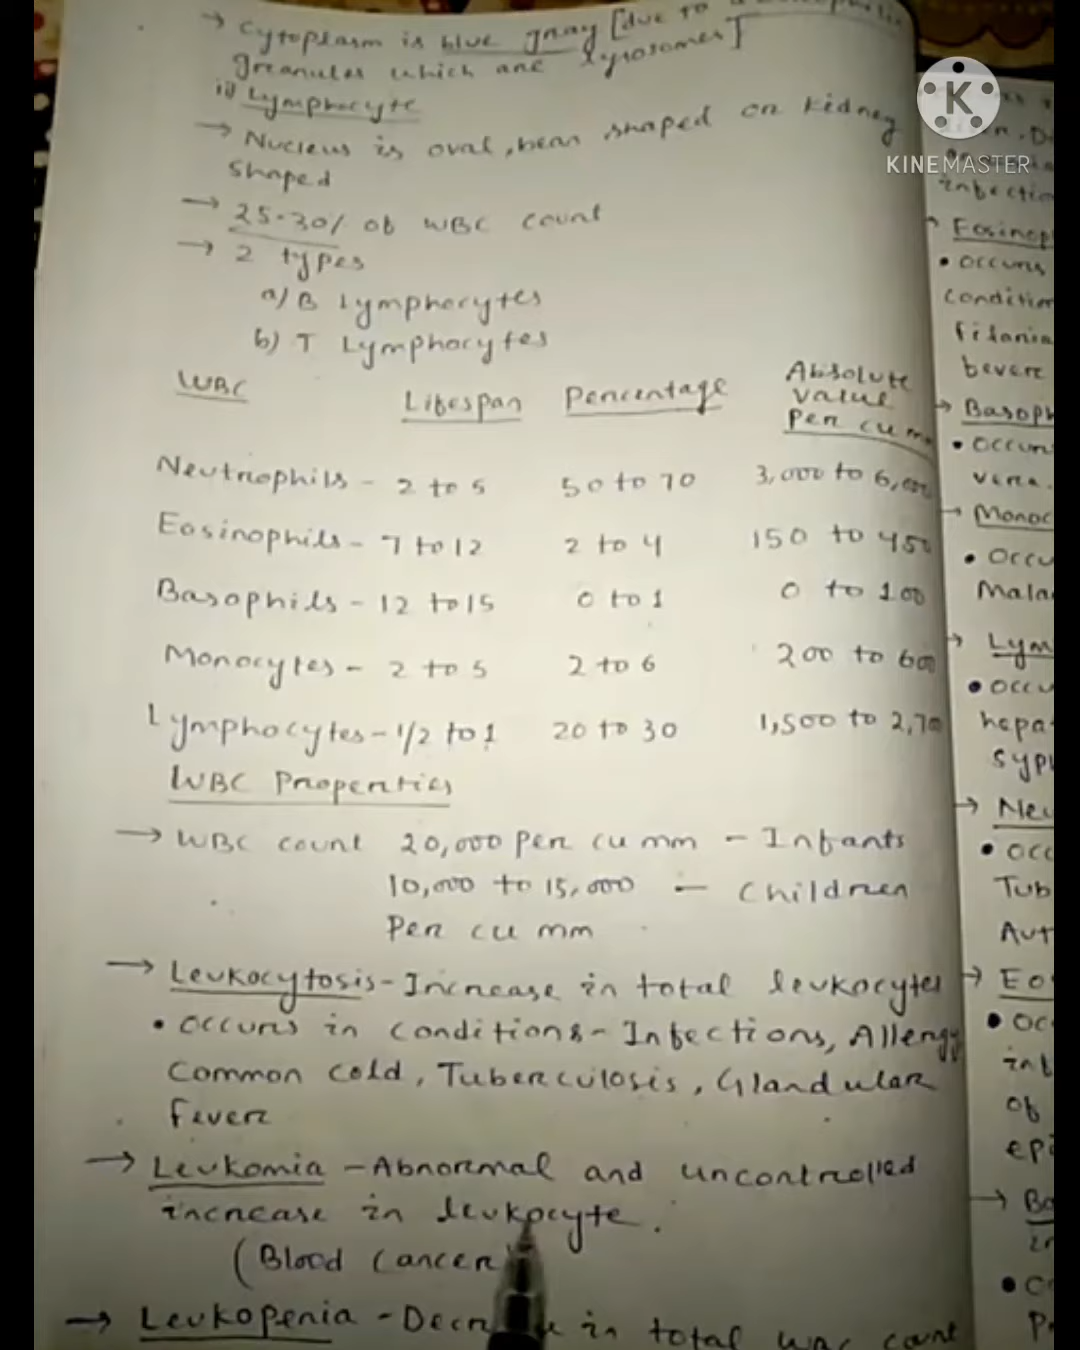 → Cytoplasm is blue gray [due to
granules which are lysosomes]
ii) Lymphocyte
→ Nucleus is oval, bean shaped or kidney
shaped
→ 25-30% of WBC count
→ 2 types
a) B Lymphocytes
b) T Lymphocytes
WBC Lifespan Percentage Absolute value per cu mm
Neutrophils - 2 to 5 50 to 70 3,000 to 6,000
Eosinophils - 7 to 12 2 to 4 150 to 450
Basophils - 12 to 15 0 to 1 0 to 100
Monocytes - 2 to 5 2 to 6 200 to 600
Lymphocytes - 1/2 to 1 20 to 30 1,500 to 2,70
WBC Properties
→ WBC count 20,000 per cu mm - Infants
10,000 to 15,000 - Children
Per cu mm
→ Leukocytosis - Increase in total leukocytes
• Occurs in conditions - Infections, Allergy
Common cold, Tuberculosis, Glandular
fever
→ Leukomia - Abnormal and uncontrolled
increase in leukocyte.
(Blood Cancer
→ Leukopenia - in total WBC count
K
KINEMASTER
infection
Eosinop
• Occurs
condition
→ Basoph
• Occur
→ Monoc
• Occu
Mala
→ Lym
• Occu
hepa
syph
→ Neu
• Occ
Tub
Aut
→ Eo
• Oc
inf
of
epi
→ Ba
in